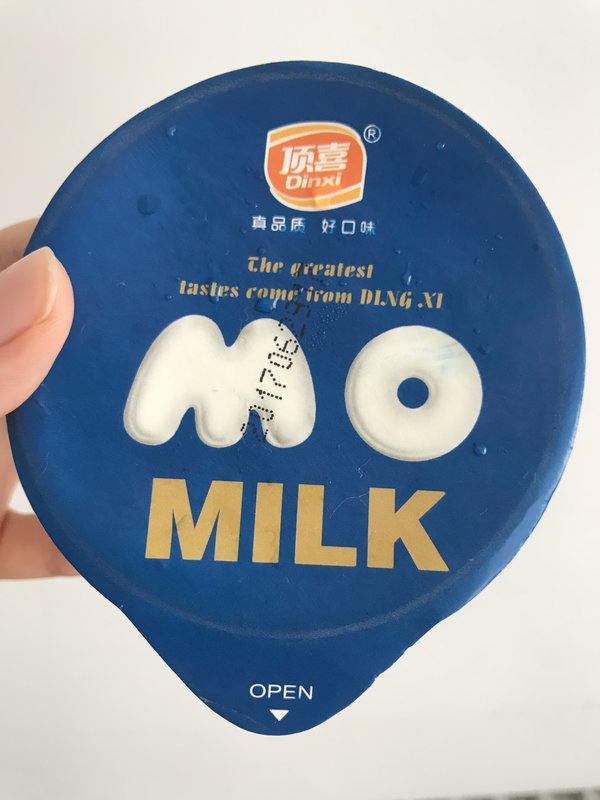 顶喜®
Dinxi
真品质 好口味
The greatest
tastes come from DING XI
MO
MILK
OPEN